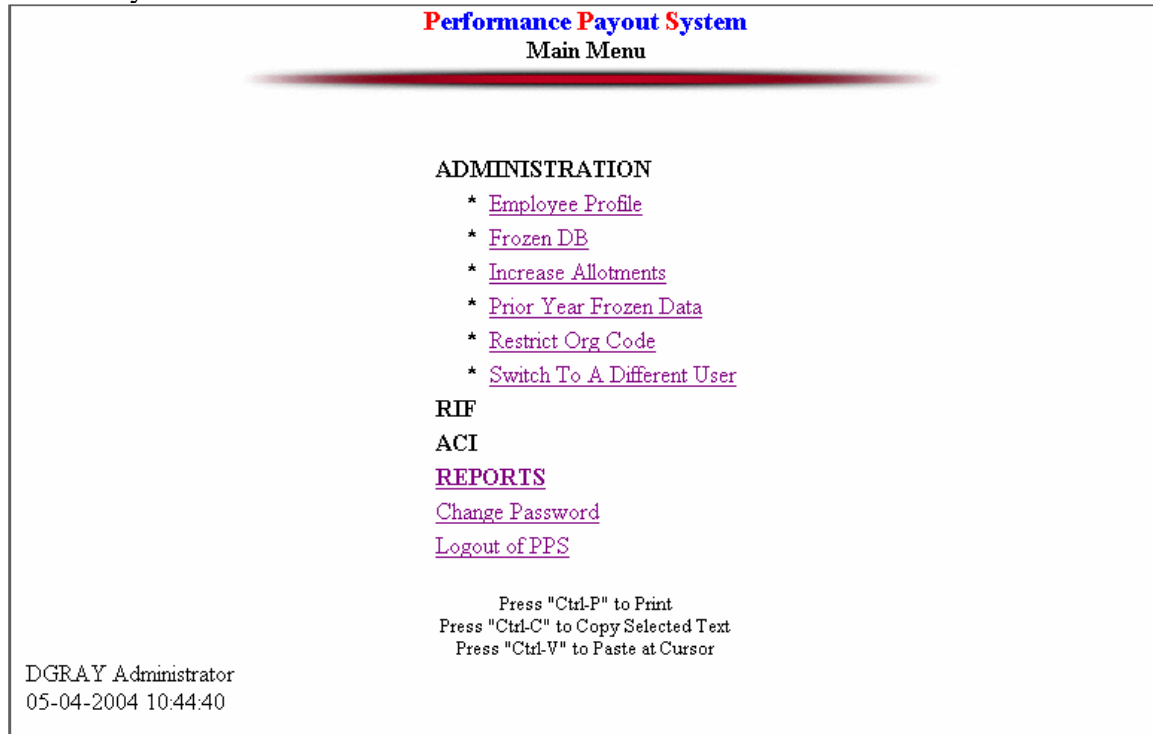 Performance Payout System
Main Menu
ADMINISTRATION
* Employee Profile
* Frozen DB
* Increase Allotments
* Prior Year Frozen Data
* Restrict Org Code
* Switch To A Different User
RIF
ACI
REPORTS
Change Password
Logout of PPS
Press "Ctrl-P" to Print
Press "Ctrl-C" to Copy Selected Text
Press "Ctrl-V" to Paste at Cursor
DGRAY Administrator
05-04-2004 10:44:40